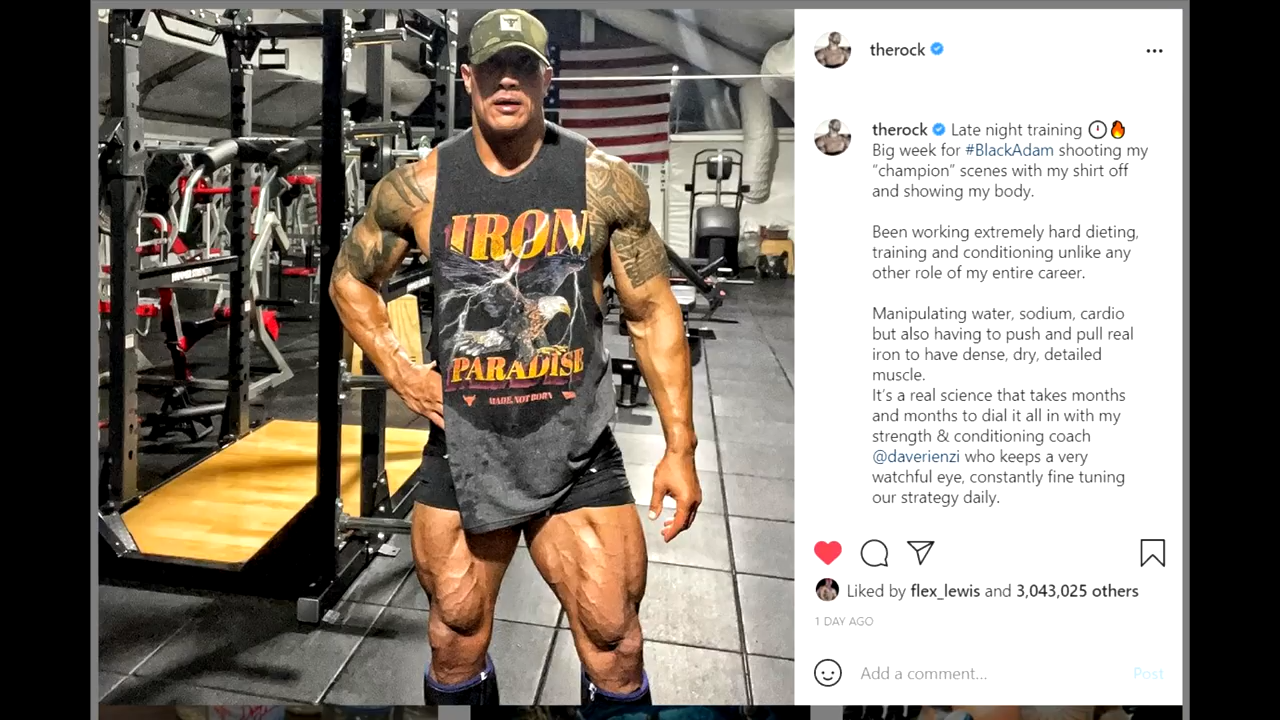 IRON
PARADISE
MADE, NOT BORN
therock
therock Late night training
Big week for #BlackAdam shooting my
“champion” scenes with my shirt off
and showing my body.
Been working extremely hard dieting,
training and conditioning unlike any
other role of my entire career.
Manipulating water, sodium, cardio
but also having to push and pull real
iron to have dense, dry, detailed
muscle.
It’s a real science that takes months
and months to dial it all in with my
strength & conditioning coach
@daverienzi who keeps a very
watchful eye, constantly fine tuning
our strategy daily.
Liked by flex_lewis and 3,043,025 others
1 DAY AGO
Add a comment...
Post